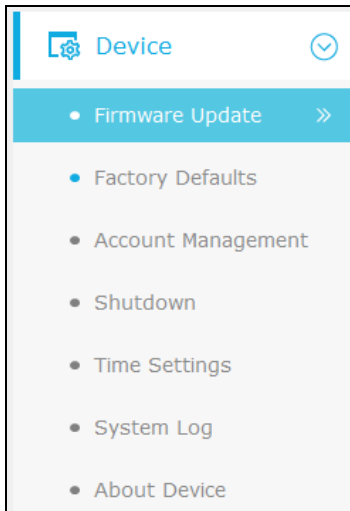 Device
Firmware Update
Factory Defaults
Account Management
Shutdown
Time Settings
System Log
About Device